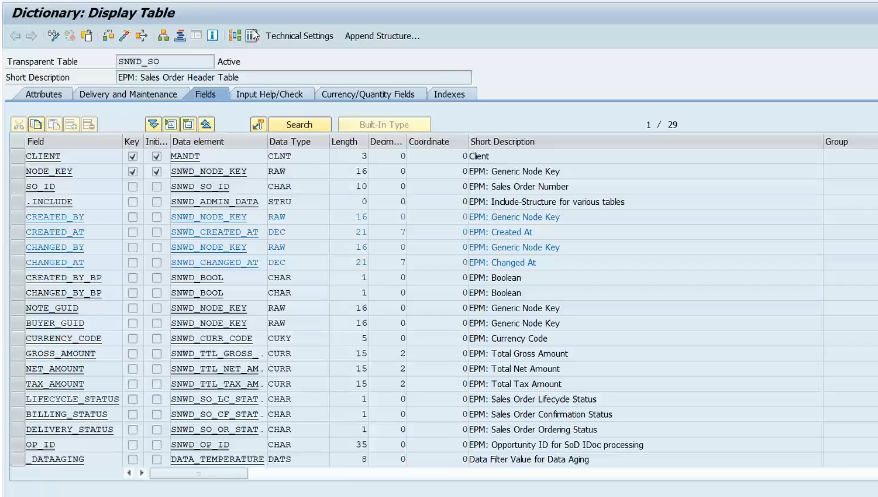 Dictionary: Display Table
Technical Settings Append Structure...
Transparent Table SNWD_SO Active
Short Description EPM: Sales Order Header Table
Attributes Delivery and Maintenance Fields Input Help/Check Currency/Quantity Fields Indexes
Search Built-In Type 1 / 29
Field Key Initi... Data element Data Type Length Decim... Coordinate Short Description Group
CLIENT MANDT CLNT 3 0 0 Client
NODE_KEY SNWD_NODE_KEY RAW 16 0 0 EPM: Generic Node Key
SO_ID SNWD_SO_ID CHAR 10 0 0 EPM: Sales Order Number
.INCLUDE SNWD_ADMIN_DATA STRU 0 0 0 EPM: Include-Structure for various tables
CREATED_BY SNWD_NODE_KEY RAW 16 0 0 EPM: Generic Node Key
CREATED_AT SNWD_CREATED_AT DEC 21 7 0 EPM: Created At
CHANGED_BY SNWD_NODE_KEY RAW 16 0 0 EPM: Generic Node Key
CHANGED_AT SNWD_CHANGED_AT DEC 21 7 0 EPM: Changed At
CREATED_BY_BP SNWD_BOOL CHAR 1 0 0 EPM: Boolean
CHANGED_BY_BP SNWD_BOOL CHAR 1 0 0 EPM: Boolean
NOTE_GUID SNWD_NODE_KEY RAW 16 0 0 EPM: Generic Node Key
BUYER_GUID SNWD_NODE_KEY RAW 16 0 0 EPM: Generic Node Key
CURRENCY_CODE SNWD_CURR_CODE CUKY 5 0 0 EPM: Currency Code
GROSS_AMOUNT SNWD_TTL_GROSS_. CURR 15 2 0 EPM: Total Gross Amount
NET_AMOUNT SNWD_TTL_NET_AM. CURR 15 2 0 EPM: Total Net Amount
TAX_AMOUNT SNWD_TTL_TAX_AM. CURR 15 2 0 EPM: Total Tax Amount
LIFECYCLE_STATUS SNWD_SO_LC_STAT. CHAR 1 0 0 EPM: Sales Order Lifecycle Status
BILLING_STATUS SNWD_SO_CF_STAT. CHAR 1 0 0 EPM: Sales Order Confirmation Status
DELIVERY_STATUS SNWD_SO_OR_STAT. CHAR 1 0 0 EPM: Sales Order Ordering Status
OP_ID SNWD_OP_ID CHAR 35 0 0 EPM: Opportunity ID for SoD IDoc processing
_DATAAGING DATA_TEMPERATURE DATS 8 0 0 Data Filter Value for Data Aging